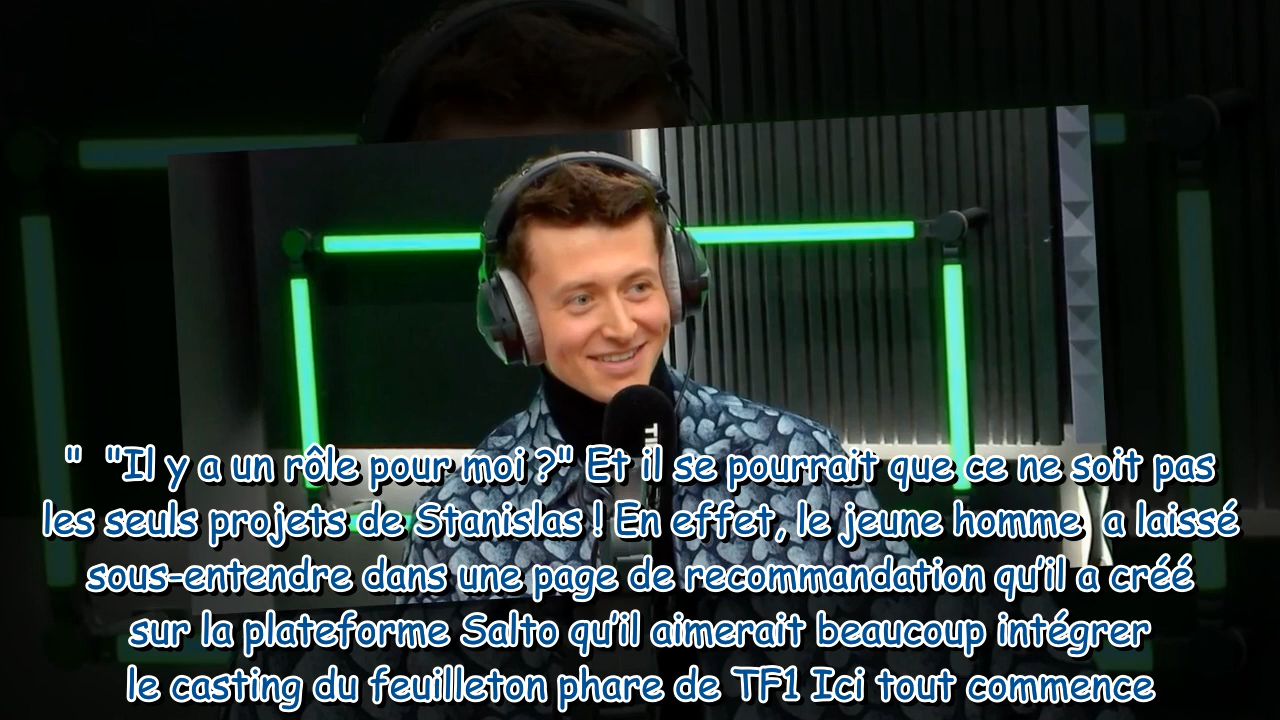 "  "Il y a un rôle pour moi ?" Et il se pourrait que ce ne soit pas
les seuls projets de Stanislas ! En effet, le jeune homme  a laissé
sous-entendre dans une page de recommandation qu'il a créé
sur la plateforme Salto qu'il aimerait beaucoup intégrer
le casting du feuilleton phare de TF1 Ici tout commence